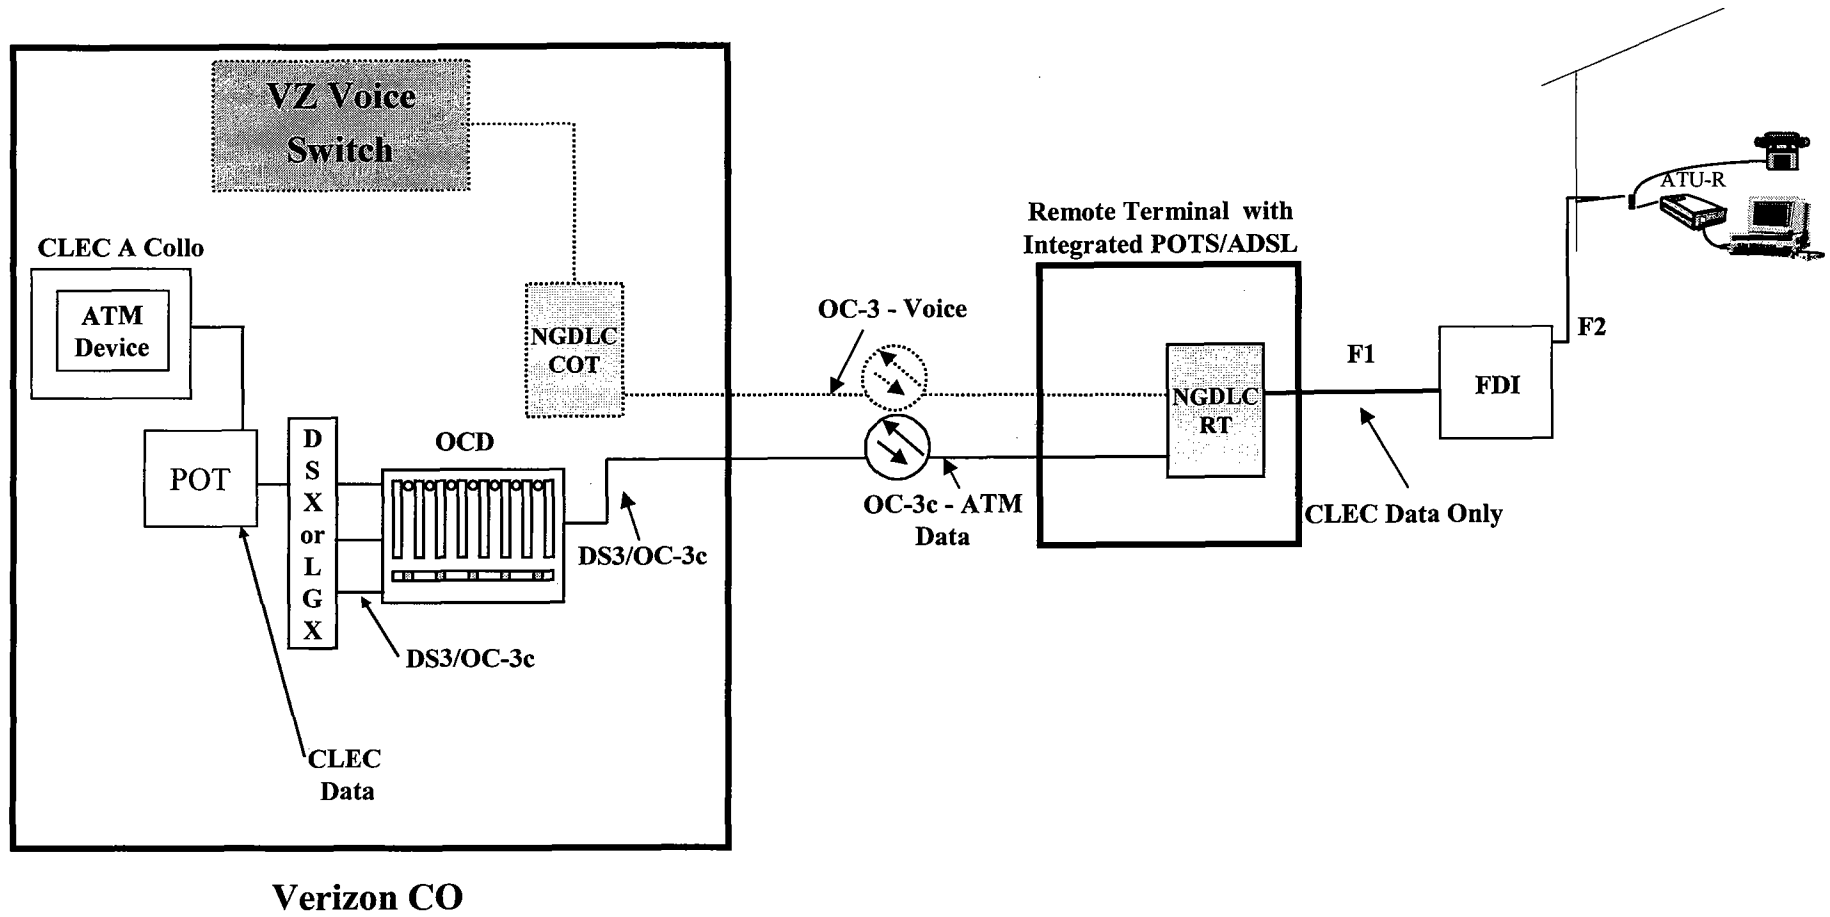 VZ Voice
Switch
CLEC A Collo
ATM
Device
POT
D
S
X
or
L
G
X
OCD
NGDLC
COT
DS3/OC-3c
DS3/OC-3c
CLEC
Data
Verizon CO
OC-3 - Voice
OC-3c - ATM
Data
Remote Terminal with
Integrated POTS/ADSL
NGDLC
RT
F1
CLEC Data Only
FDI
F2
ATU-R